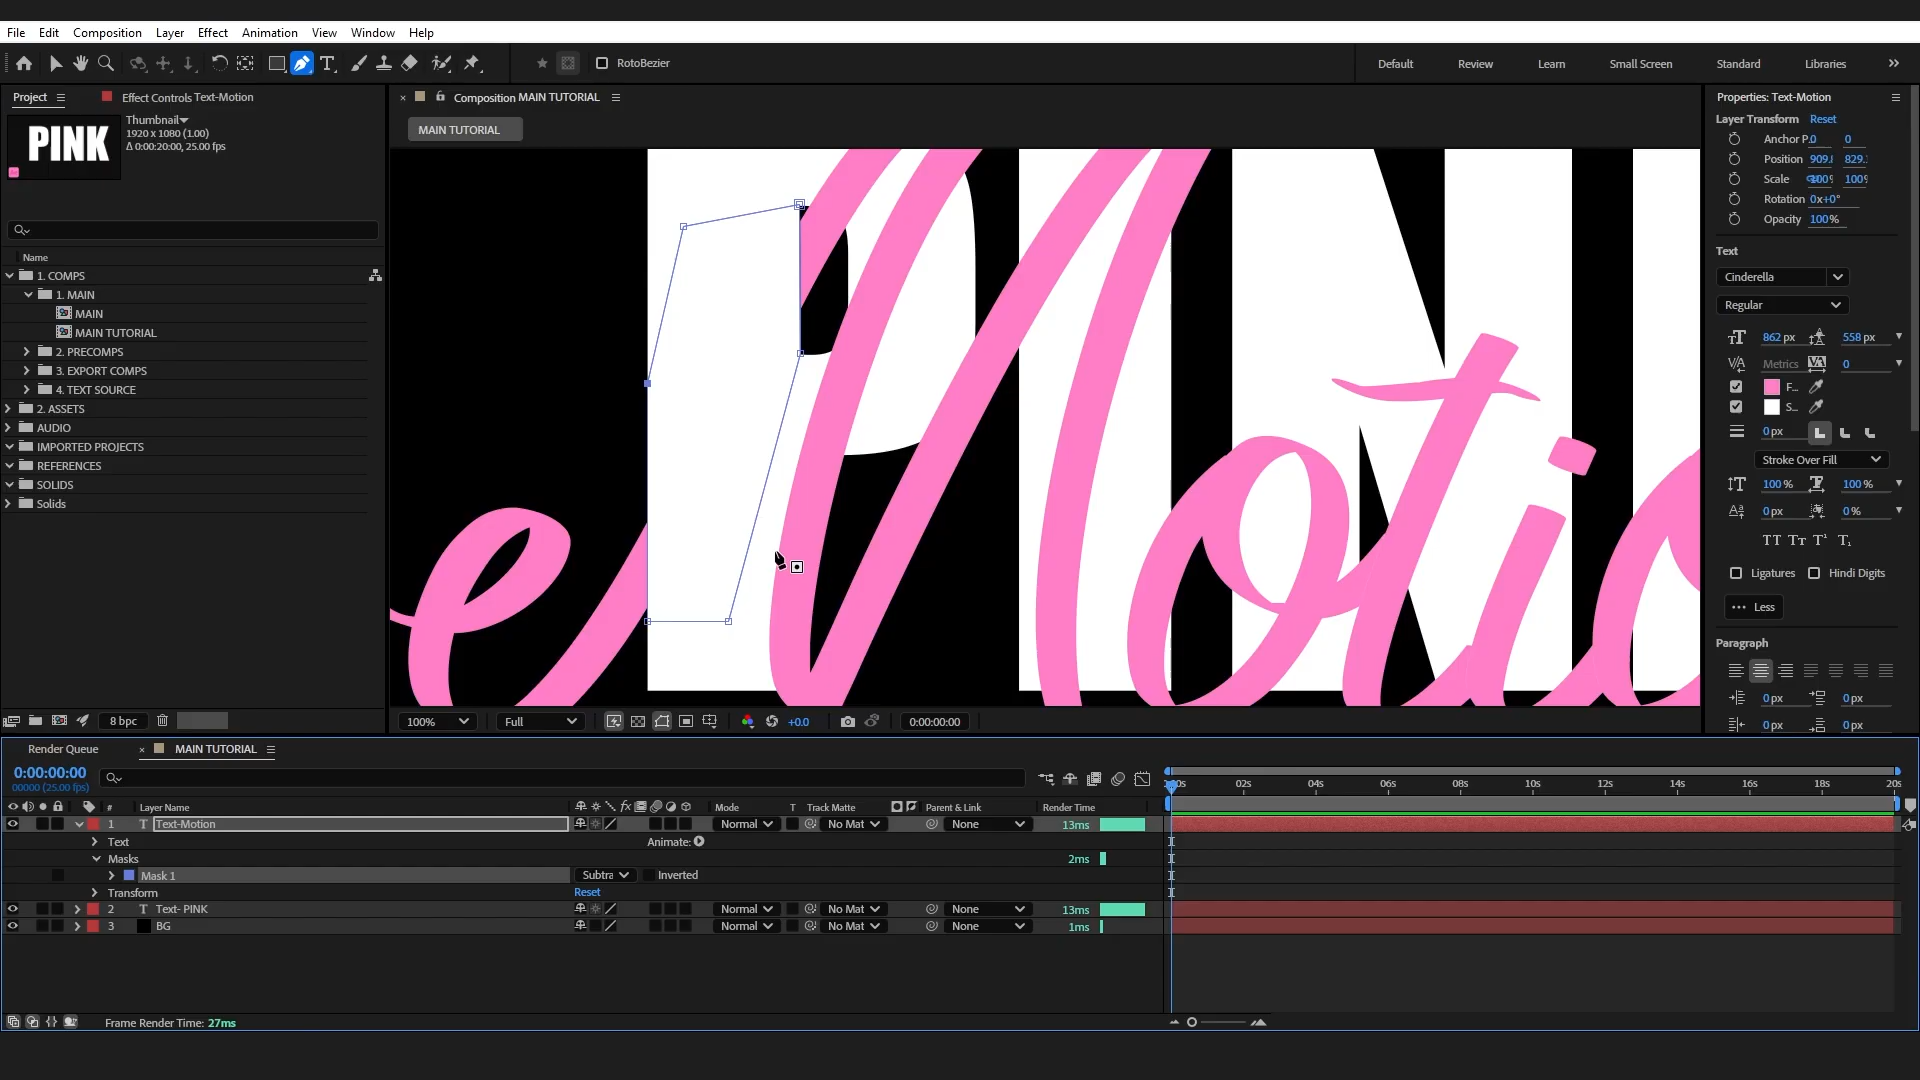 File Edit Composition Layer Effect Animation View Window Help
RotoBezier
Default Review Learn Small Screen Standard Libraries
Project
Effect Controls Text-Motion
PINK
Thumbnail
1920 x 1080 (1.00)
Δ 0:00:20:00, 25.00 fps
Name
1. COMPS
1. MAIN
MAIN
MAIN TUTORIAL
2. PRECOMPS
3. EXPORT COMPS
4. TEXT SOURCE
2. ASSETS
AUDIO
IMPORTED PROJECTS
REFERENCES
SOLIDS
Solids
8 bpc
Composition MAIN TUTORIAL
MAIN TUTORIAL
100% Full +0.0 0:00:00:00
Properties: Text-Motion
Layer Transform Reset
Anchor P. 0 0
Position
Scale
Rotation 0x+0°
Opacity 100%
Text
Cinderella
Regular
862 px 558 px
Metrics 0
F...
S...
0 px
Stroke Over Fill
100 % 100 %
0 px 0 %
TT Tт T¹ T₁
Ligatures Hindi Digits
Less
Paragraph
0 px 0 px
0 px 0 px
Render Queue MAIN TUTORIAL
0:00:00:00
00000 (25.00 fps)
02s 04s 06s 08s 10s 12s 14s 16s 18s 20s
# Layer Name Mode T Track Matte Parent & Link Render Time
1 T Text-Motion Normal No Mat None 13ms
Text Animate:
Masks 2ms
Mask 1 Subtra Inverted
Transform Reset
2 T Text- PINK Normal No Mat None 13ms
3 BG Normal No Mat None 1ms
Frame Render Time: 27ms